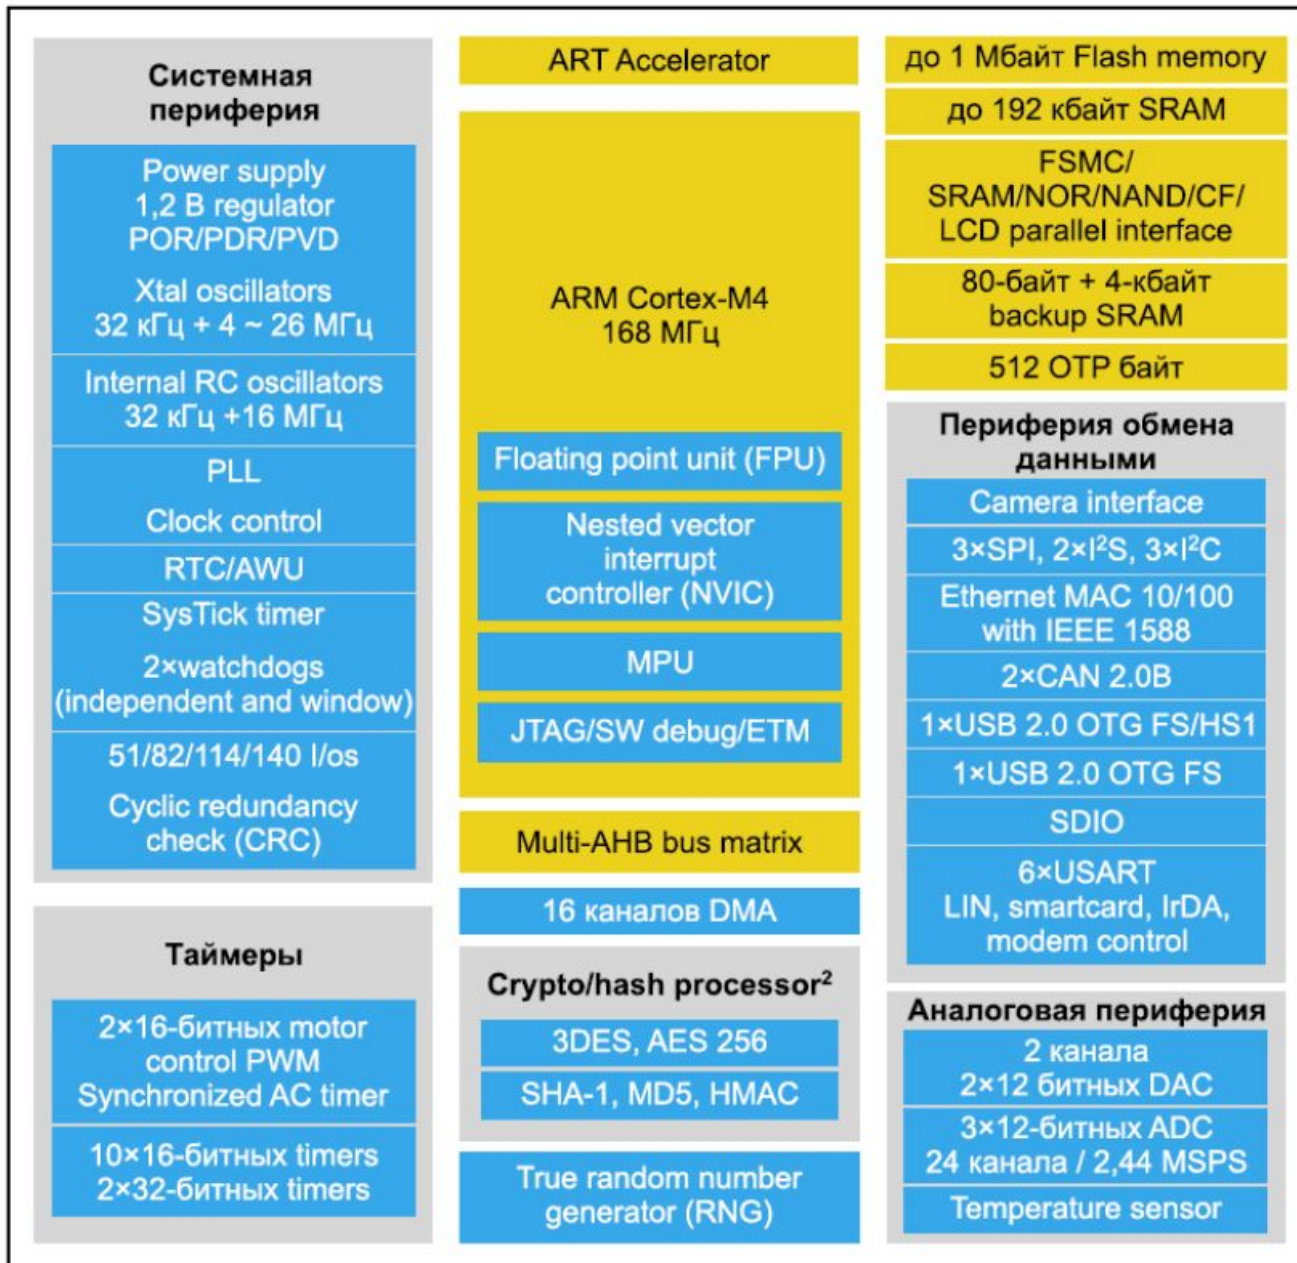 Системная
периферия
Power supply
1,2 В regulator
POR/PDR/PVD
Xtal oscillators
32 кГц + 4 ~ 26 МГц
Internal RC oscillators
32 кГц +16 МГц
PLL
Clock control
RTC/AWU
SysTick timer
2×watchdogs
(independent and window)
51/82/114/140 I/os
Cyclic redundancy
check (CRC)
Таймеры
2×16-битных motor
control PWM
Synchronized AC timer
10×16-битных timers
2×32-битных timers
ART Accelerator
ARM Cortex-M4
168 МГц
Floating point unit (FPU)
Nested vector
interrupt
controller (NVIC)
MPU
JTAG/SW debug/ETM
Multi-AHB bus matrix
16 каналов DMA
Crypto/hash processor²
3DES, AES 256
SHA-1, MD5, HMAC
True random number
generator (RNG)
до 1 Мбайт Flash memory
до 192 кбайт SRAM
FSMC/
SRAM/NOR/NAND/CF/
LCD parallel interface
80-байт + 4-кбайт
backup SRAM
512 OTP байт
Периферия обмена
данными
Camera interface
3×SPI, 2×I²S, 3×I²C
Ethernet MAC 10/100
with IEEE 1588
2×CAN 2.0B
1×USB 2.0 OTG FS/HS1
1×USB 2.0 OTG FS
SDIO
6×USART
LIN, smartcard, IrDA,
modem control
Аналоговая периферия
2 канала
2×12 битных DAC
3×12-битных ADC
24 канала / 2,44 MSPS
Temperature sensor